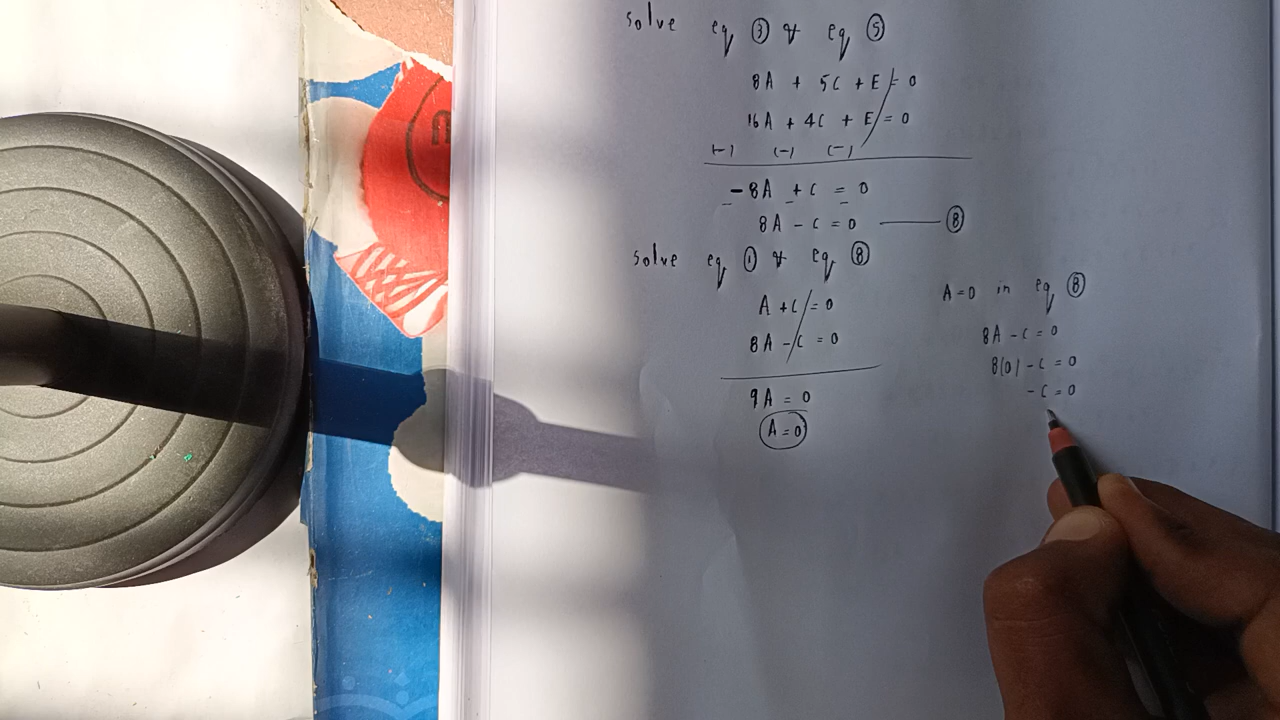 solve eq ③ & eq ⑤
8A + 5C + E = 0
16A + 4C + E = 0
(-) (-) (-)
- 8A + C = 0
- - -
8A - C = 0 ——— ⑧
solve eq ① & eq ⑧
A + C = 0
8A - C = 0
9A = 0
A = 0
A = 0 in eq ⑧
8A - C = 0
8(0) - C = 0
- C = 0